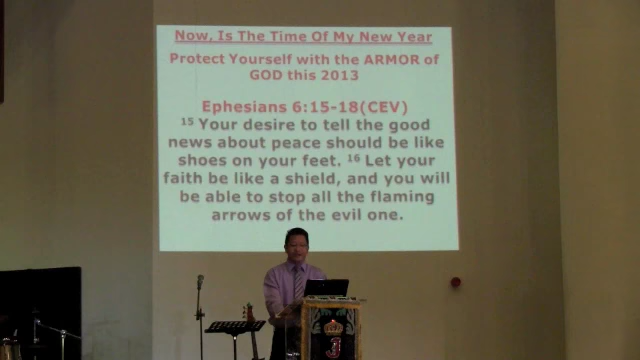 Now, Is The Time Of My New Year
Protect Yourself with the ARMOR of
GOD this 2013
Ephesians 6:15-18(CEV)
15 Your desire to tell the good
news about peace should be like
shoes on your feet. 16 Let your
faith be like a shield, and you will
be able to stop all the flaming
arrows of the evil one.